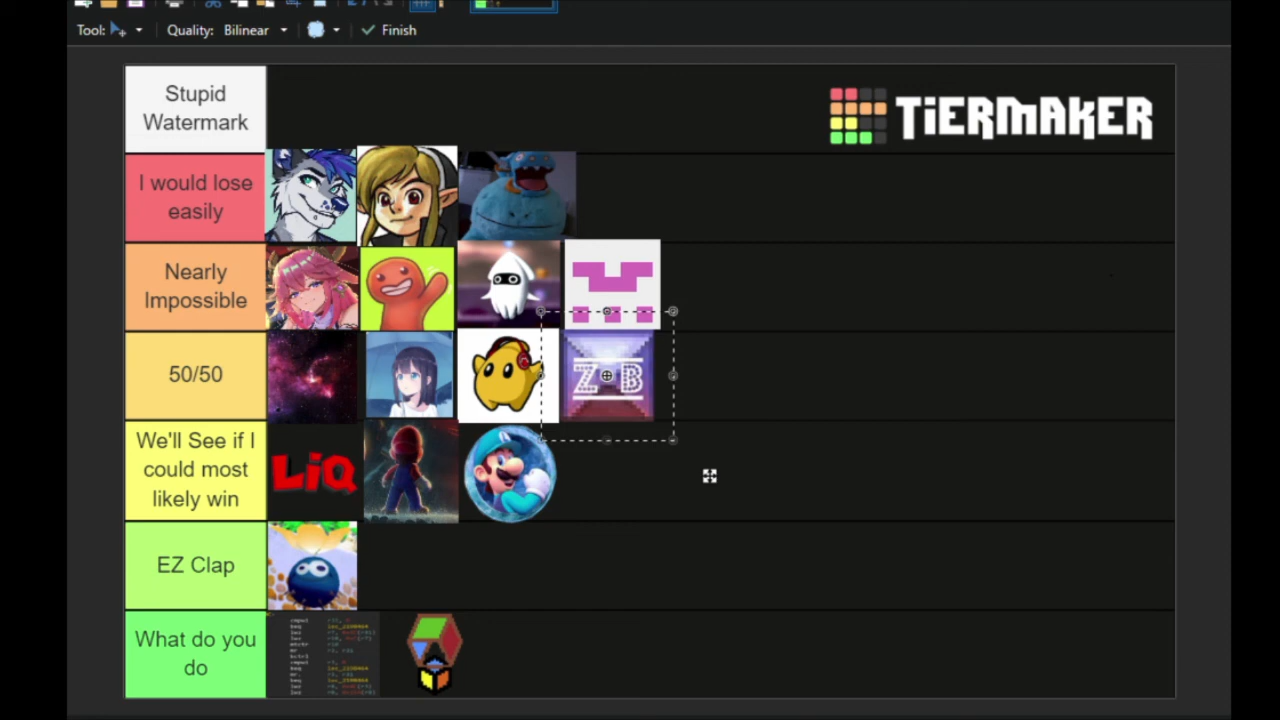 Tool:
Quality: Bilinear
Finish
Stupid
Watermark
TiERMAKER
I would lose
easily
Nearly
Impossible
50/50
Z B
We'll See if I
could most
likely win
LiQ
EZ Clap
What do you
do